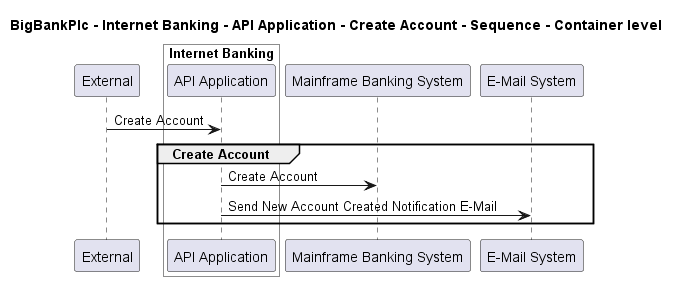 BigBankPlc - Internet Banking - API Application - Create Account - Sequence - Container level
Internet Banking
External
API Application
Mainframe Banking System
E-Mail System
Create Account
Create Account
Create Account
Send New Account Created Notification E-Mail
External
API Application
Mainframe Banking System
E-Mail System